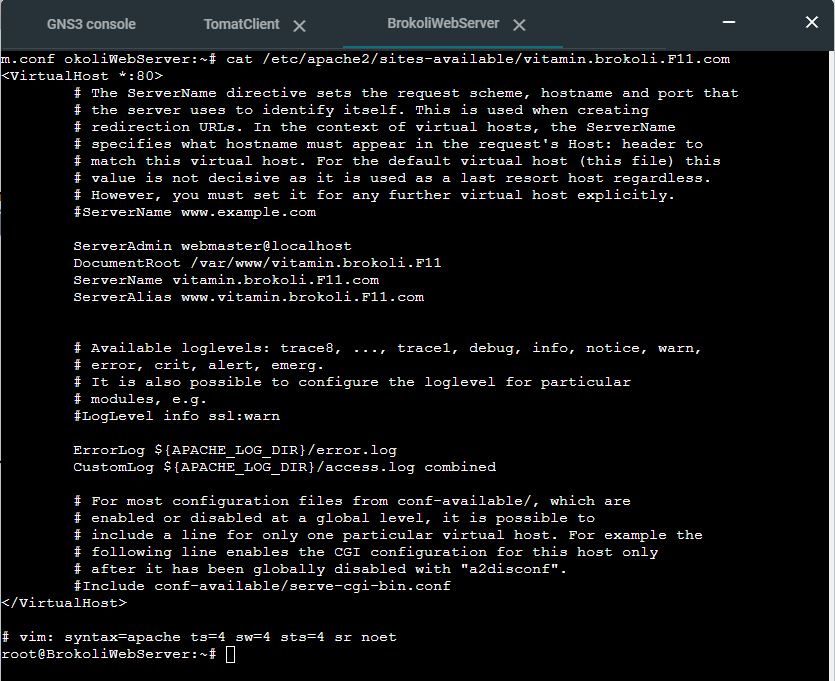 GNS3 console TomatClient BrokoliWebServer
m.conf okoliWebServer:~# cat /etc/apache2/sites-available/vitamin.brokoli.F11.com
<VirtualHost *:80>
# The ServerName directive sets the request scheme, hostname and port that
# the server uses to identify itself. This is used when creating
# redirection URLs. In the context of virtual hosts, the ServerName
# specifies what hostname must appear in the request's Host: header to
# match this virtual host. For the default virtual host (this file) this
# value is not decisive as it is used as a last resort host regardless.
# However, you must set it for any further virtual host explicitly.
#ServerName www.example.com
ServerAdmin webmaster@localhost
DocumentRoot /var/www/vitamin.brokoli.F11
ServerName vitamin.brokoli.F11.com
ServerAlias www.vitamin.brokoli.F11.com
# Available loglevels: trace8, ..., trace1, debug, info, notice, warn,
# error, crit, alert, emerg.
# It is also possible to configure the loglevel for particular
# modules, e.g.
#LogLevel info ssl:warn
ErrorLog ${APACHE_LOG_DIR}/error.log
CustomLog ${APACHE_LOG_DIR}/access.log combined
# For most configuration files from conf-available/, which are
# enabled or disabled at a global level, it is possible to
# include a line for only one particular virtual host. For example the
# following line enables the CGI configuration for this host only
# after it has been globally disabled with "a2disconf".
#Include conf-available/serve-cgi-bin.conf
</VirtualHost>
# vim: syntax=apache ts=4 sw=4 sts=4 sr noet
root@BrokoliWebServer:~#